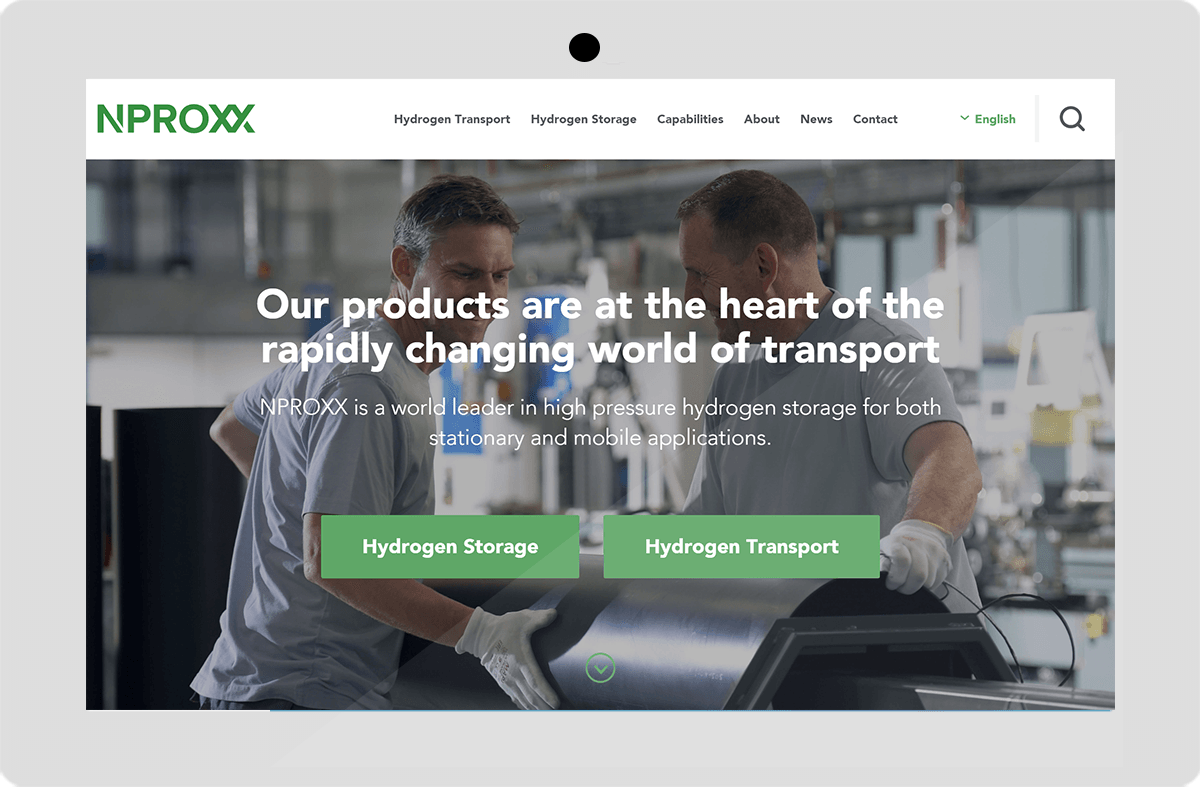 NPROXX
Hydrogen Transport
Hydrogen Storage
Capabilities
About
News
Contact
English
Our products are at the heart of the
rapidly changing world of transport
NPROXX is a world leader in high pressure hydrogen storage for both
stationary and mobile applications.
Hydrogen Storage
Hydrogen Transport